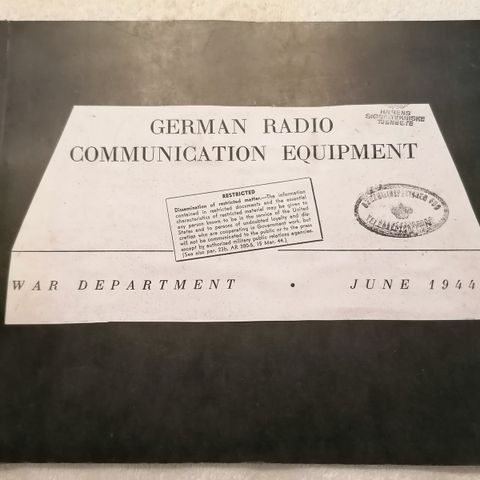 HÆRENS
TJENESTE
GERMAN RADIO
COMMUNICATION EQUIPMENT
RESTRICTED
Dissemination of restricted matter.—The information
contained in restricted documents and the essential
characteristics of restricted material may be given to
any person known to be in the service of the United
States and to persons of undoubted loyalty and dis-
cretion who are cooperating in Government work, but
will not be communicated to the public or to the press
except by authorized military public relations agencies.
(See also par. 23b, AR 380-5, 15 Mar. 44.)
WAR DEPARTMENT • JUNE 1944